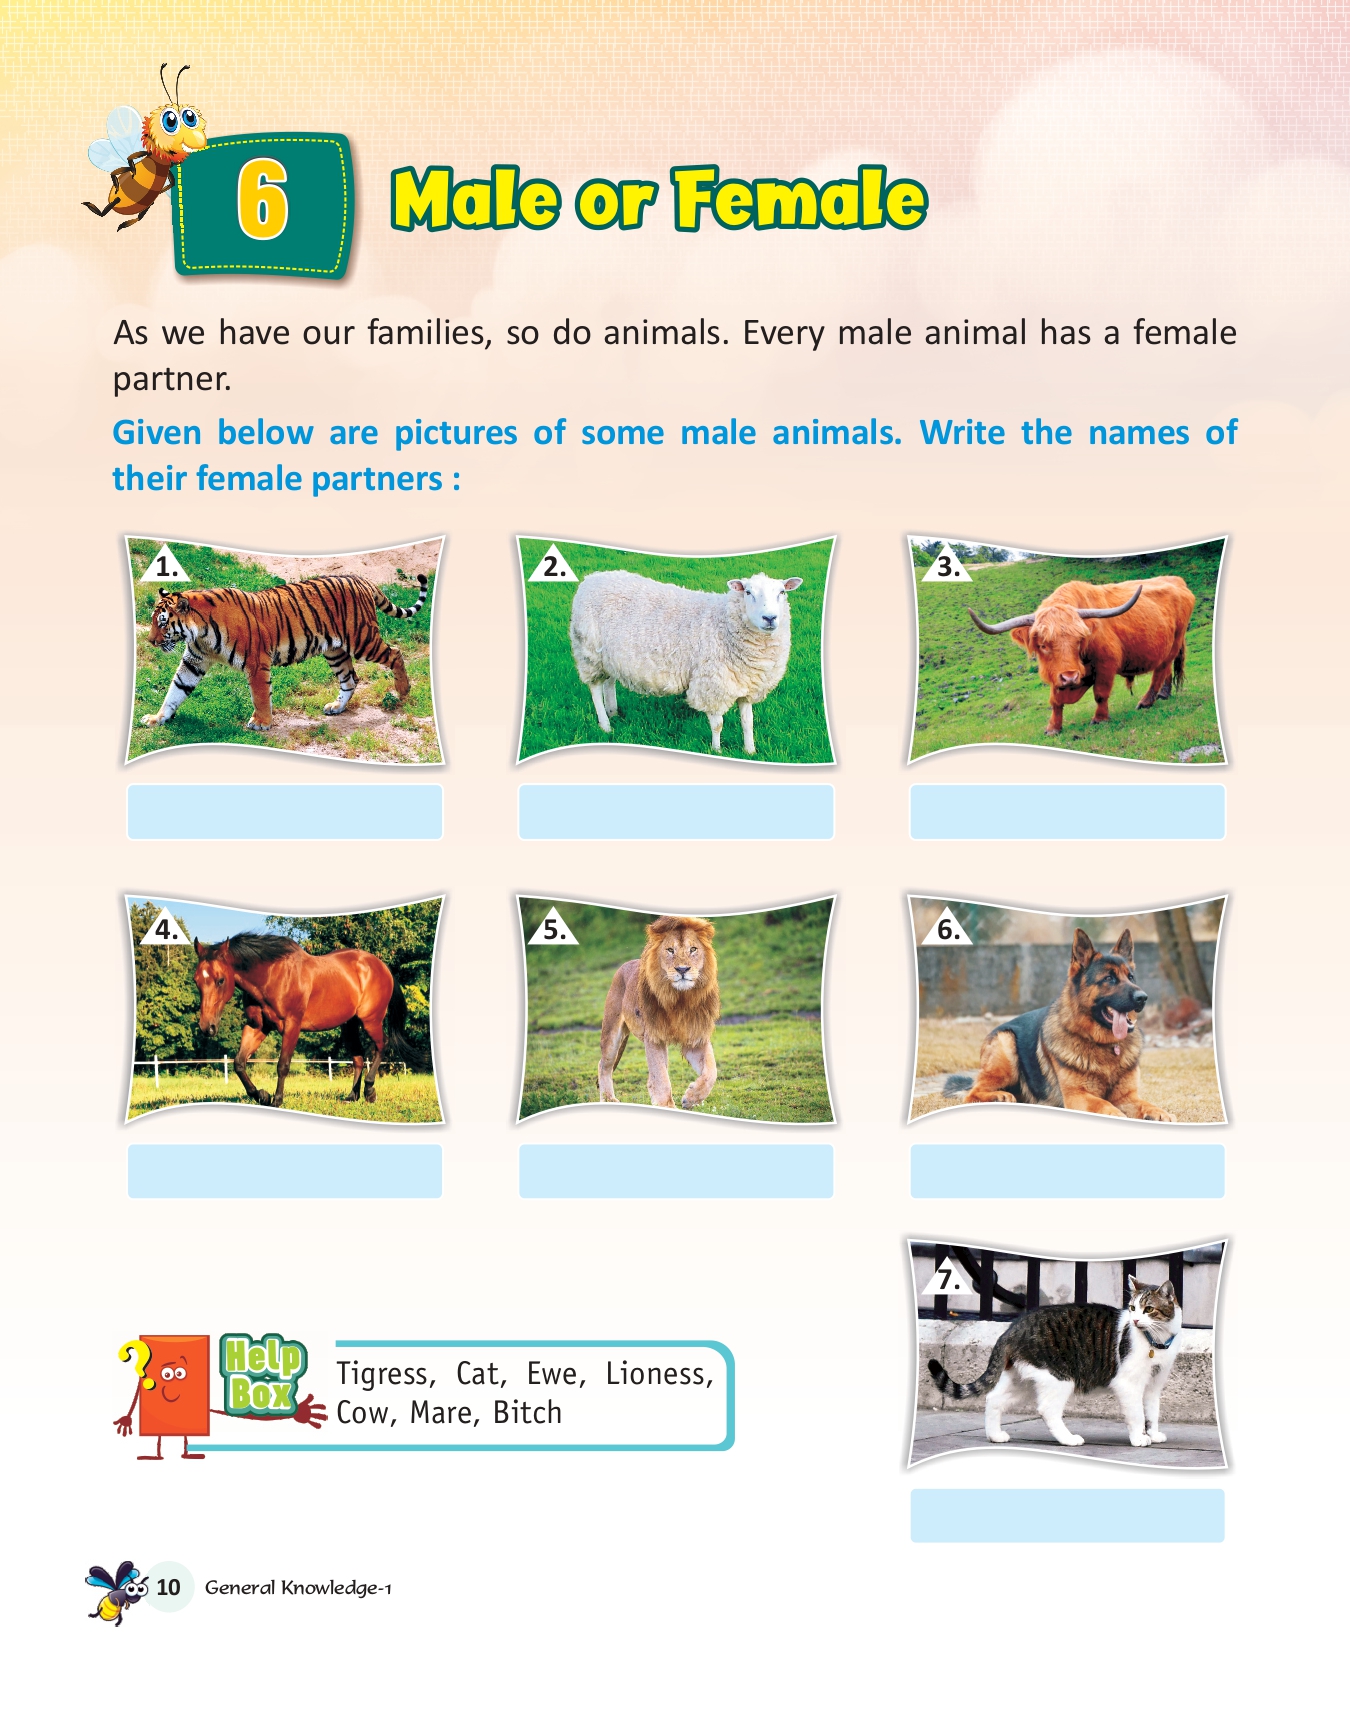 6
Male or Female
As we have our families, so do animals. Every male animal has a female
partner.
Given below are pictures of some male animals. Write the names of
their female partners :
1.
2.
3.
4.
5.
6.
7.
?
Help
Box
Tigress, Cat, Ewe, Lioness,
Cow, Mare, Bitch
10
General Knowledge-1